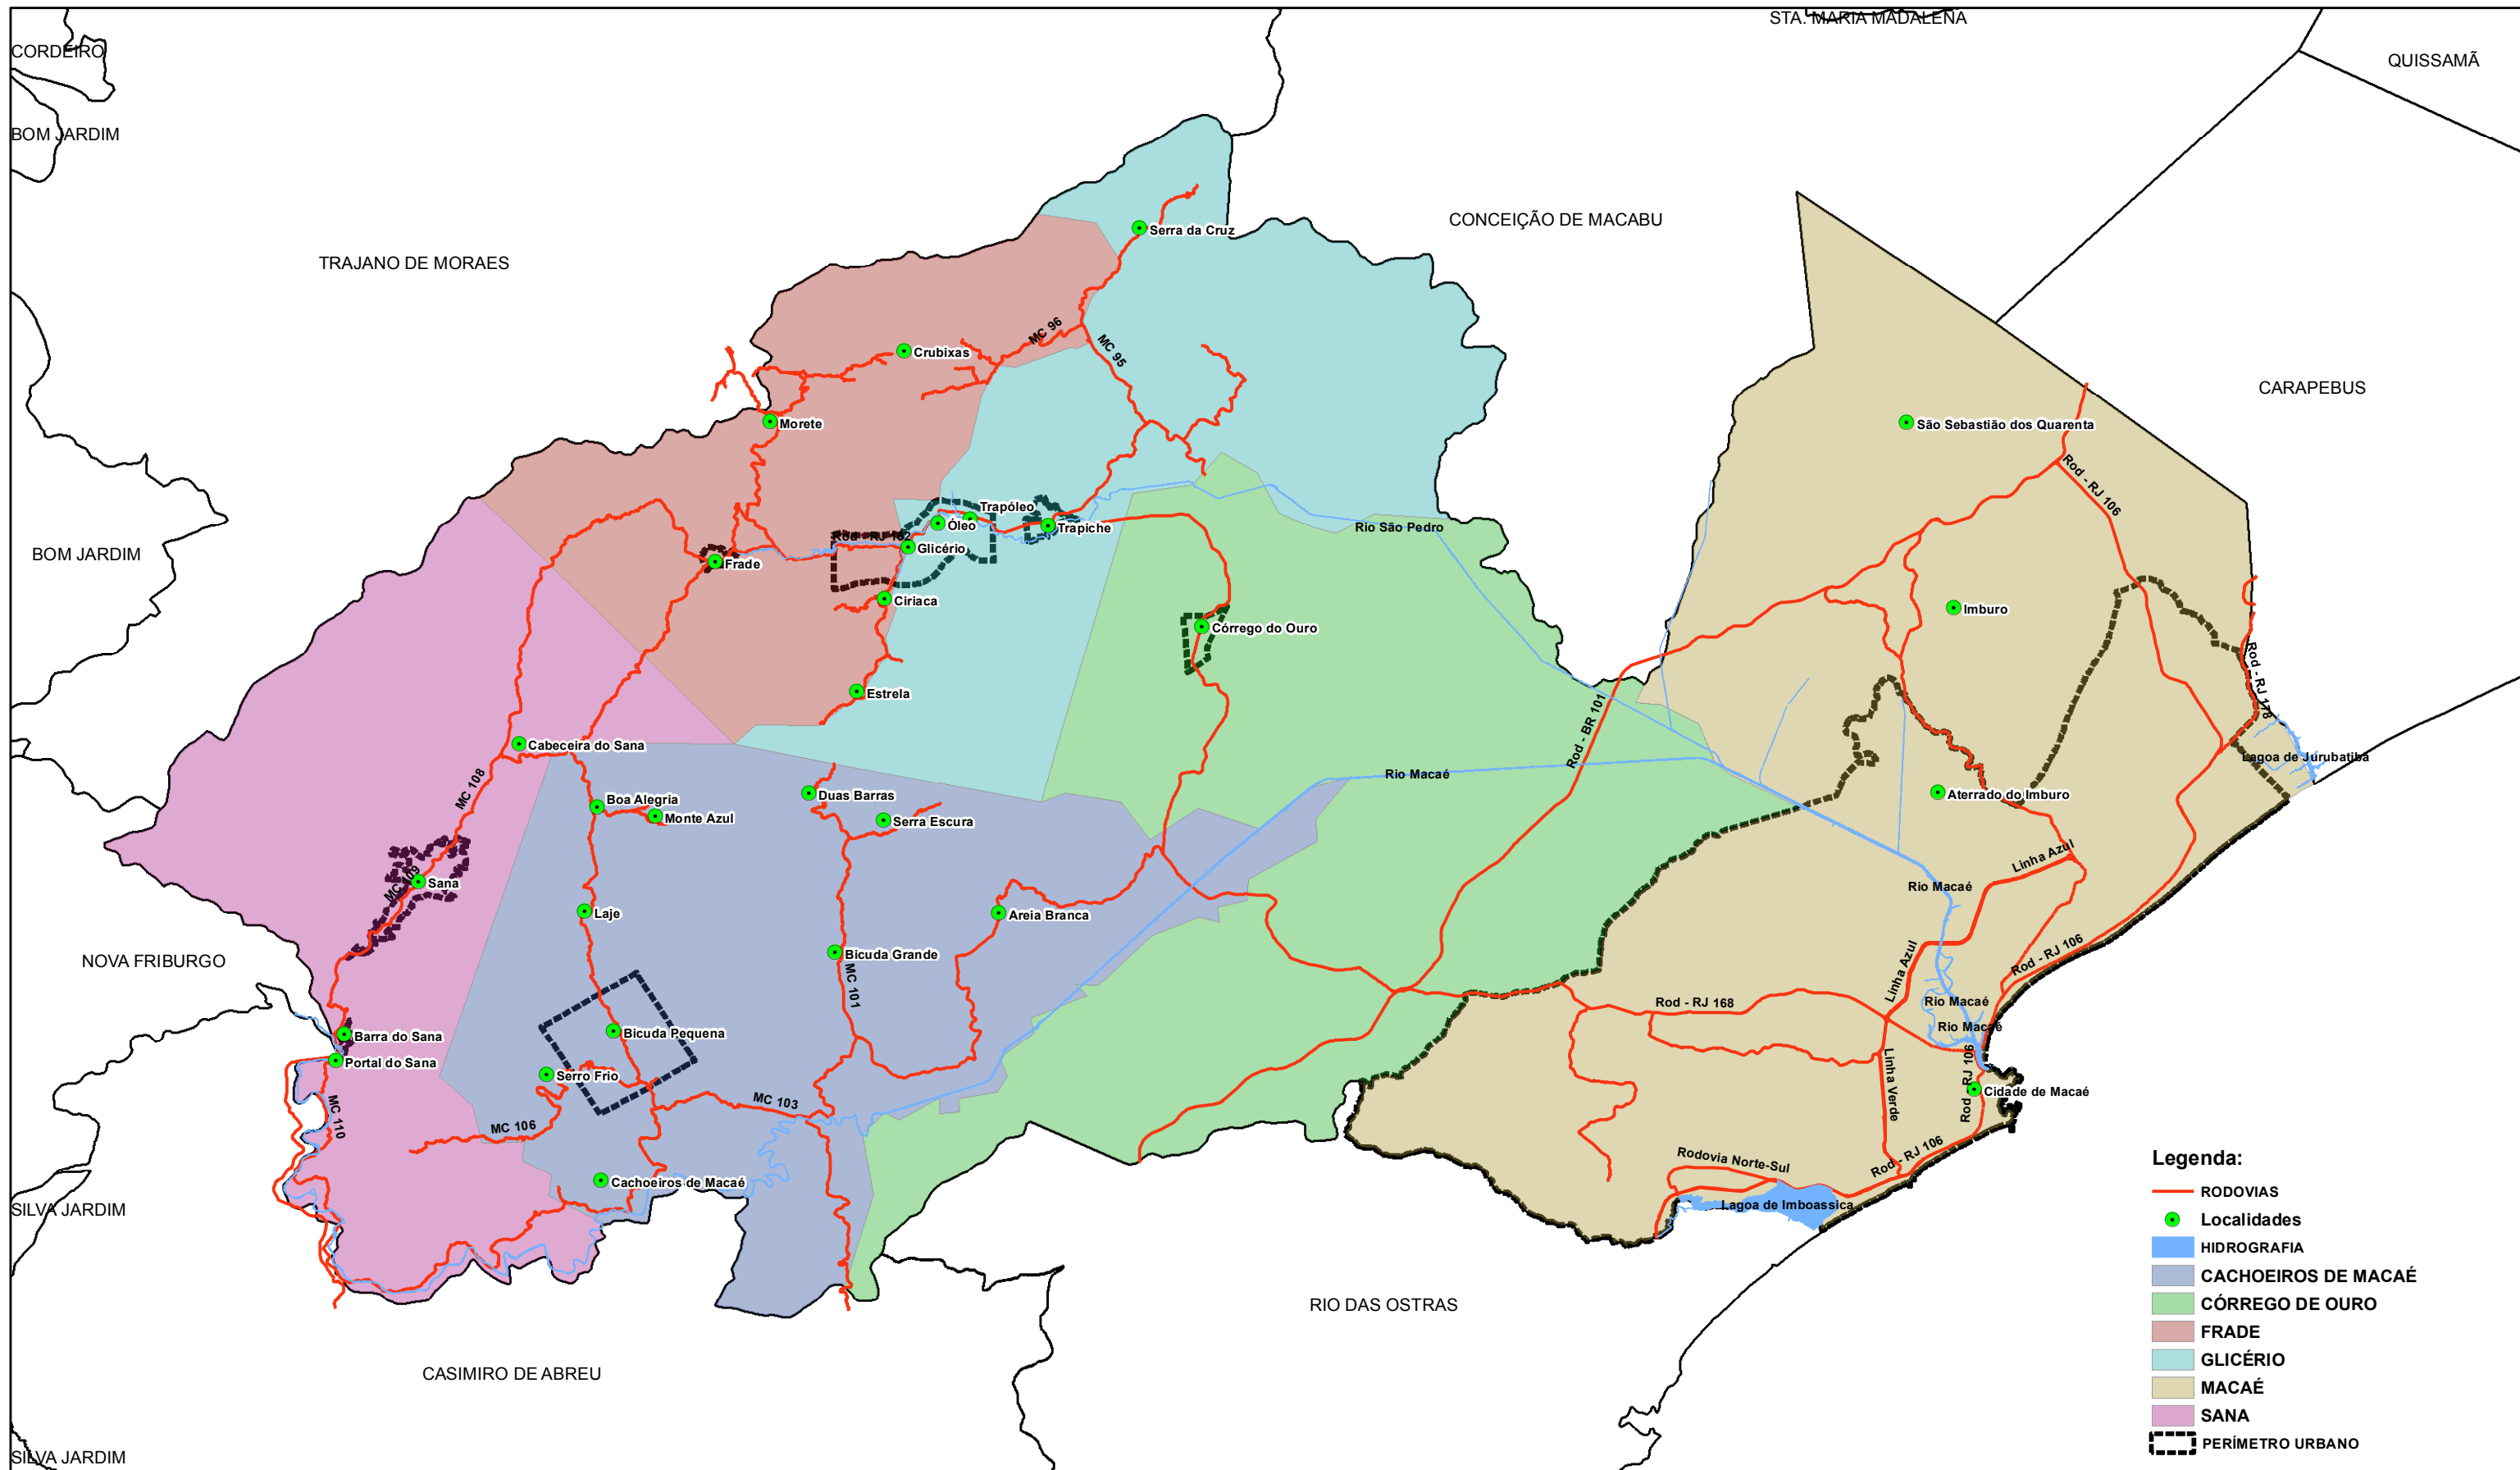 STA. MARIA MADALENA
CORDEIRO
QUISSAMÃ
BOM JARDIM
CONCEIÇÃO DE MACABU
Serra da Cruz
TRAJANO DE MORAES
MC 96
MC 95
Crubixas
CARAPEBUS
Morete
São Sebastião dos Quarenta
Rod - RJ 106
Trapóleo
Óleo
Trapiche
Rio São Pedro
Rod - RJ 162
Glicério
BOM JARDIM
Frade
Ciriaca
Imburo
Córrego do Ouro
Rod - RJ 178
Estrela
Rod - BR 101
Cabeceira do Sana
Lagoa de Jurubatiba
Rio Macaé
MC 108
Duas Barras
Aterrado do Imburo
Boa Alegria
Monte Azul
Serra Escura
Linha Azul
MC 109
Sana
Rio Macaé
Laje
Areia Branca
Rod - RJ 106
Bicuda Grande
NOVA FRIBURGO
Linha Azul
MC 101
Rod - RJ 168
Rio Macaé
Rio Macaé
Barra do Sana
Bicuda Pequena
Portal do Sana
Serro Frio
Linha Verde
Rod RJ 106
Cidade de Macaé
MC 110
MC 103
MC 106
Rodovia Norte-Sul
Rod - RJ 106
Cachoeiros de Macaé
Lagoa de Imboassica
SILVA JARDIM
RIO DAS OSTRAS
CASIMIRO DE ABREU
SILVA JARDIM
Legenda:
RODOVIAS
Localidades
HIDROGRAFIA
CACHOEIROS DE MACAÉ
CÓRREGO DE OURO
FRADE
GLICÉRIO
MACAÉ
SANA
PERÍMETRO URBANO